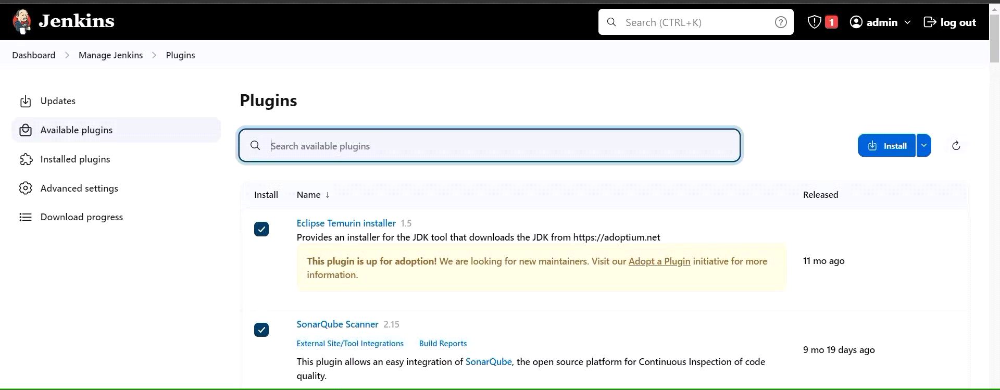 Jenkins
Search (CTRL+K)
1
admin
log out
Dashboard > Manage Jenkins > Plugins
Updates
Available plugins
Installed plugins
Advanced settings
Download progress
Plugins
Search available plugins
Install
Install Name ↓ Released
Eclipse Temurin installer 1.5
Provides an installer for the JDK tool that downloads the JDK from https://adoptium.net
This plugin is up for adoption! We are looking for new maintainers. Visit our Adopt a Plugin initiative for more
information.
11 mo ago
SonarQube Scanner 2.15
External Site/Tool Integrations Build Reports
This plugin allows an easy integration of SonarQube, the open source platform for Continuous Inspection of code
quality.
9 mo 19 days ago